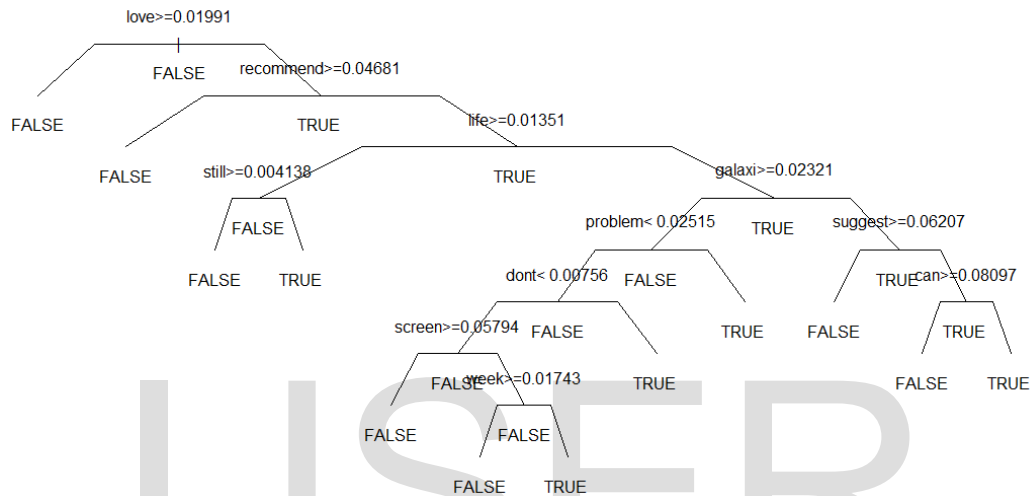 love>=0.01991
FALSE
recommend>=0.04681
FALSE
TRUE
life>=0.01351
FALSE
still>=0.004138
TRUE
galaxi>=0.02321
FALSE
problem< 0.02515
TRUE
suggest>=0.06207
FALSE
TRUE
dont< 0.00756
FALSE
TRUE
can>=0.08097
screen>=0.05794
FALSE
TRUE
FALSE
TRUE
FALSE
week>=0.01743
TRUE
FALSE
TRUE
FALSE
FALSE
FALSE
TRUE
IJSER